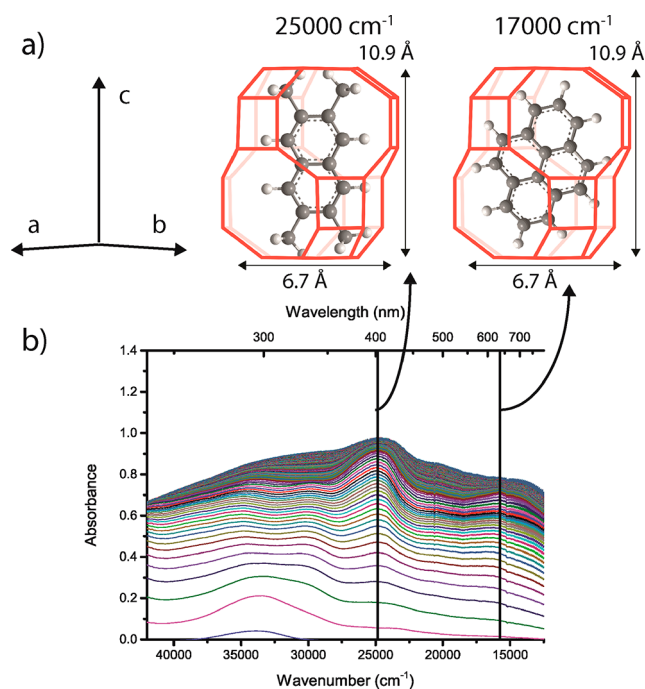 a)
25000 cm⁻¹
17000 cm⁻¹
10.9 Å
10.9 Å
c
a
b
6.7 Å
6.7 Å
b)
Wavelength (nm)
300 400 500 600 700
1.4
1.2
1.0
0.8
0.6
0.4
0.2
0.0
Absorbance
40000 35000 30000 25000 20000 15000
Wavenumber (cm⁻¹)